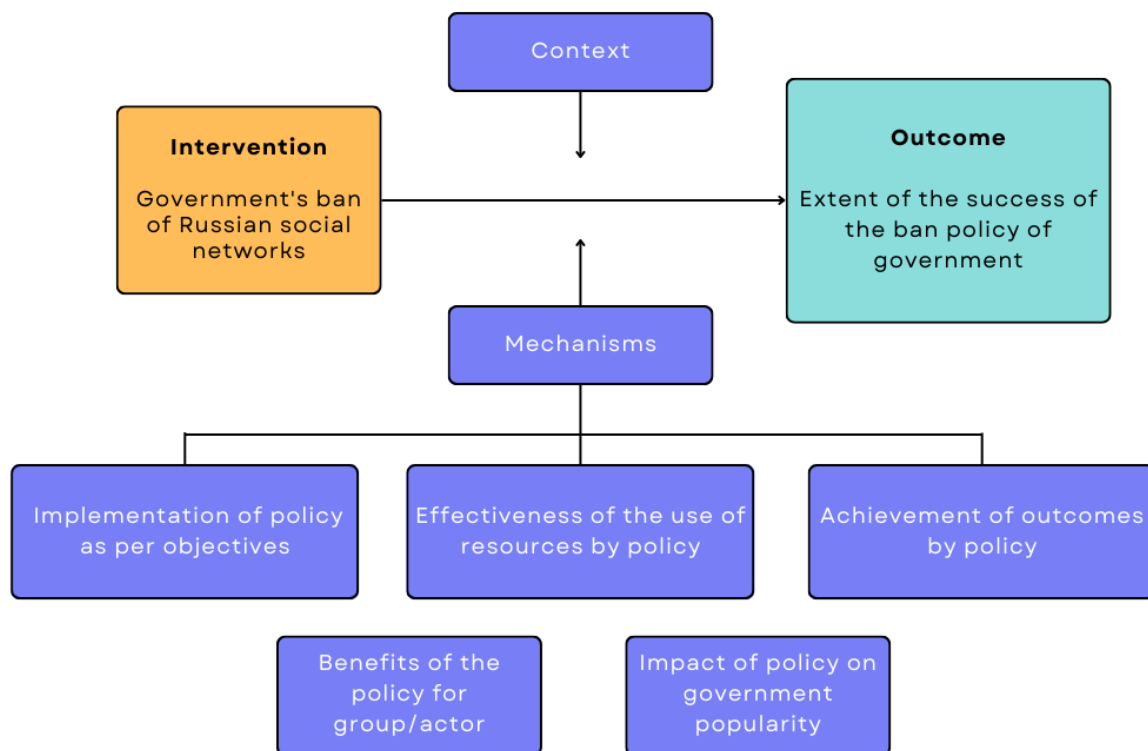 Context
Intervention
Government's ban
of Russian social
networks
Outcome
Extent of the success of
the ban policy of
government
Mechanisms
Implementation of policy
as per objectives
Effectiveness of the use of
resources by policy
Achievement of outcomes
by policy
Benefits of the
policy for
group/actor
Impact of policy on
government
popularity